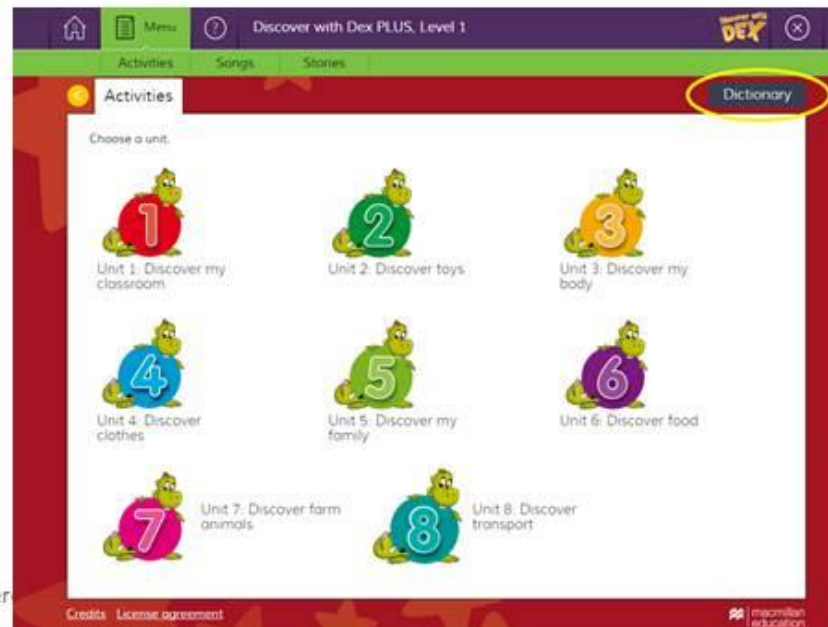 Menu
?
Discover with Dex PLUS, Level 1
Discover with
DEX
Activities
Songs
Stories
Activities
Dictionary
Choose a unit.
1
2
3
Unit 1: Discover my
classroom
Unit 2: Discover toys
Unit 3: Discover my
body
4
5
6
Unit 4: Discover
clothes
Unit 5: Discover my
family
Unit 6: Discover food
7
Unit 7: Discover farm
animals
8
Unit 8: Discover
transport
Credits
License agreement
macmillan
education